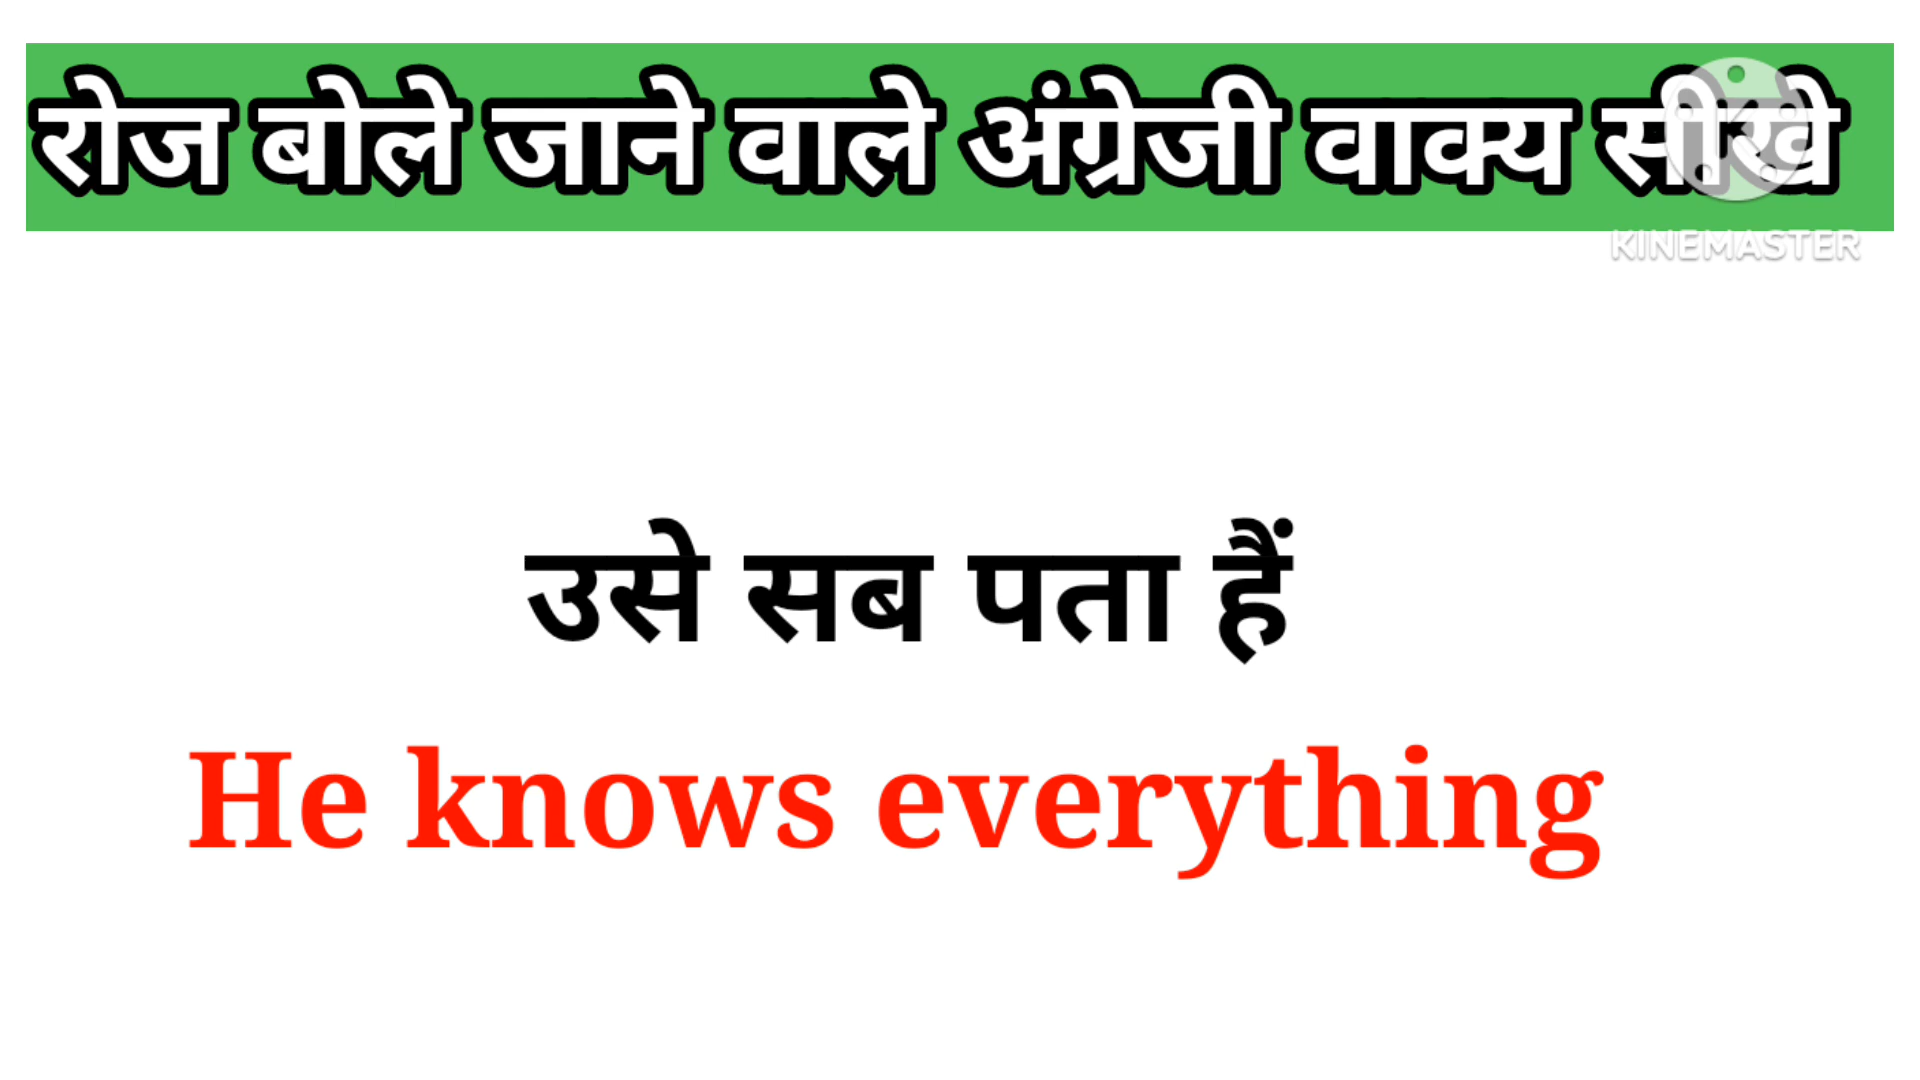 रोज बोले जाने वाले अंग्रेजी वाक्य सीखे
KINEMASTER
उसे सब पता हैं
He knows everything